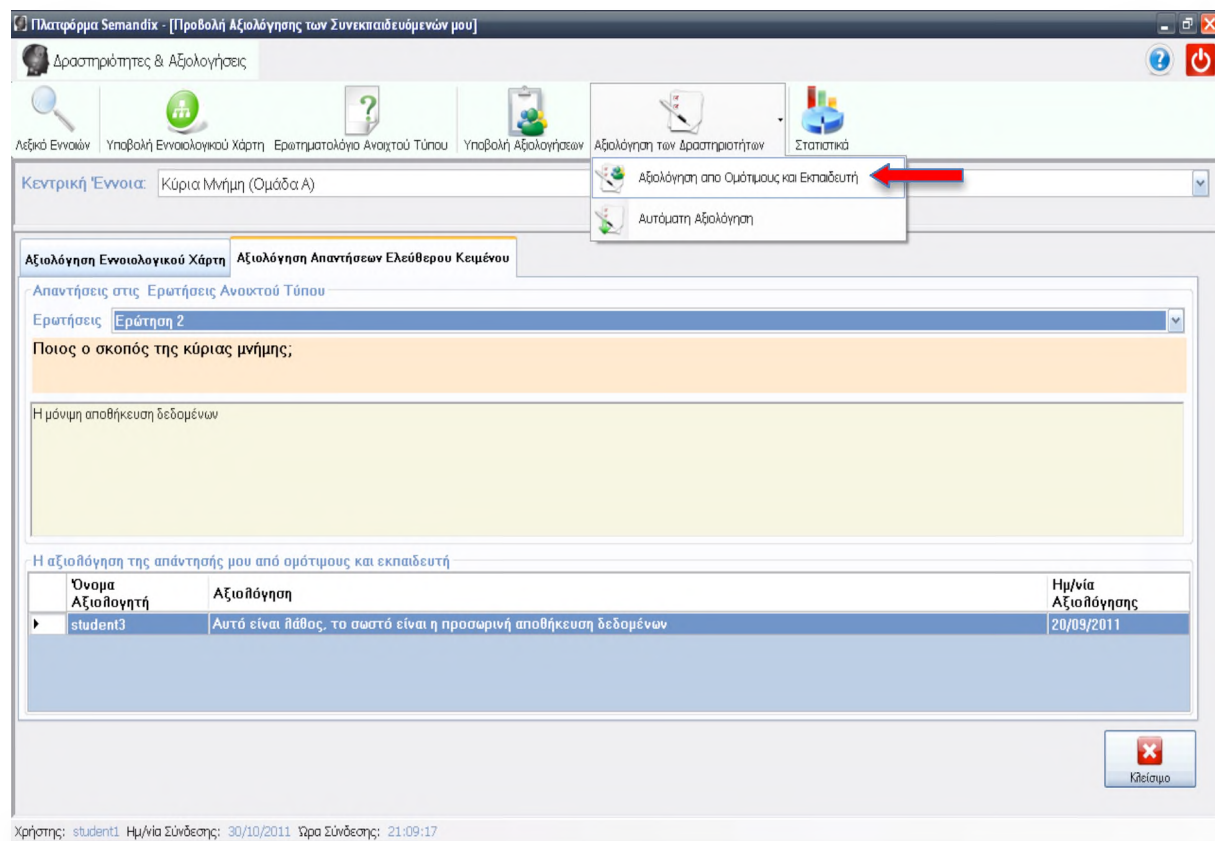 Πλατφόρμα Semandix - [Προβολή Αξιολόγησης των Συνεκπαιδευόμενών μου]
Δραστηριότητες & Αξιολογήσεις
Λεξικό Εννοιών Υποβολή Εννοιολογικού Χάρτη Ερωτηματολόγιο Ανοιχτού Τύπου Υποβολή Αξιολογήσεων Αξιολόγηση των Δραστηριοτήτων Στατιστικά
Αξιολόγηση απο Ομότιμους και Εκπαιδευτή
Αυτόματη Αξιολόγηση
Κεντρική Έννοια: Κύρια Μνήμη (Ομάδα Α)
Αξιολόγηση Εννοιολογικού Χάρτη Αξιολόγηση Απαντήσεων Ελεύθερου Κειμένου
Απαντήσεις στις Ερωτήσεις Ανοιχτού Τύπου
Ερωτήσεις Ερώτηση 2
Ποιος ο σκοπός της κύριας μνήμης;
Η μόνιμη αποθήκευση δεδομένων
Η αξιολόγηση της απάντησής μου από ομότιμους και εκπαιδευτή
Όνομα Αξιολογητή Αξιολόγηση Ημ/νία Αξιολόγησης
student3 Αυτό είναι λάθος, το σωστό είναι η προσωρινή αποθήκευση δεδομένων 20/09/2011
Κλείσιμο
Χρήστης: student1 Ημ/νία Σύνδεσης: 30/10/2011 Ώρα Σύνδεσης: 21:09:17